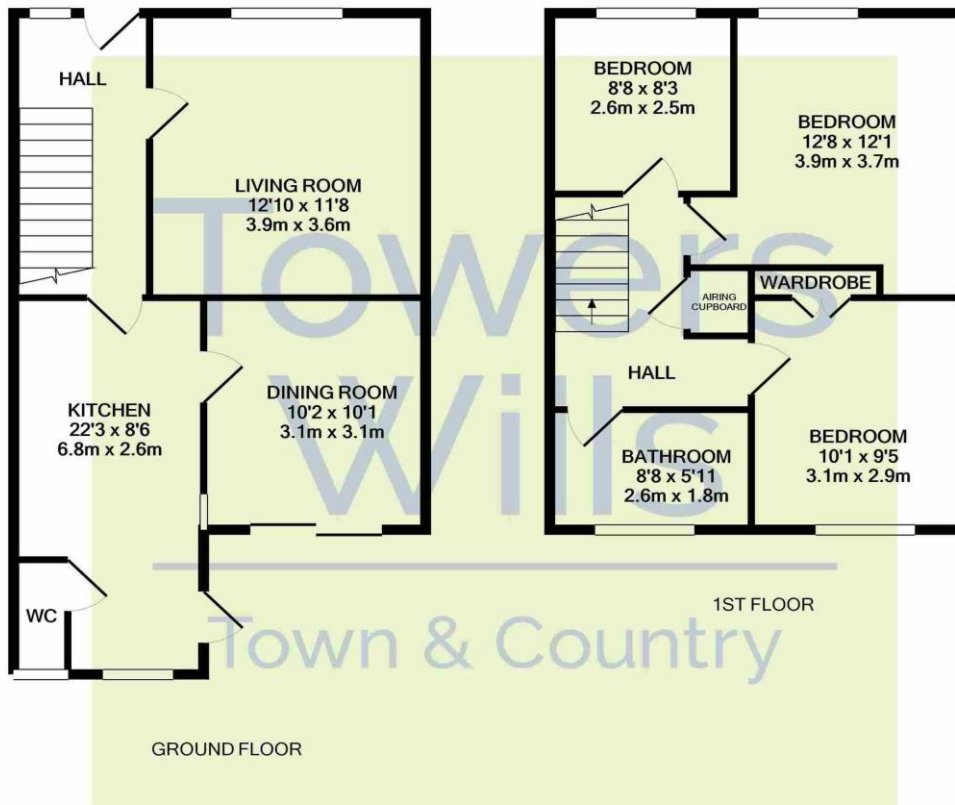 HALL
LIVING ROOM
12'10 x 11'8
3.9m x 3.6m
KITCHEN
22'3 x 8'6
6.8m x 2.6m
DINING ROOM
10'2 x 10'1
3.1m x 3.1m
WC
GROUND FLOOR
BEDROOM
8'8 x 8'3
2.6m x 2.5m
BEDROOM
12'8 x 12'1
3.9m x 3.7m
WARDROBE
AIRING
CUPBOARD
HALL
BATHROOM
8'8 x 5'11
2.6m x 1.8m
BEDROOM
10'1 x 9'5
3.1m x 2.9m
1ST FLOOR
Towers
Wills
Town & Country